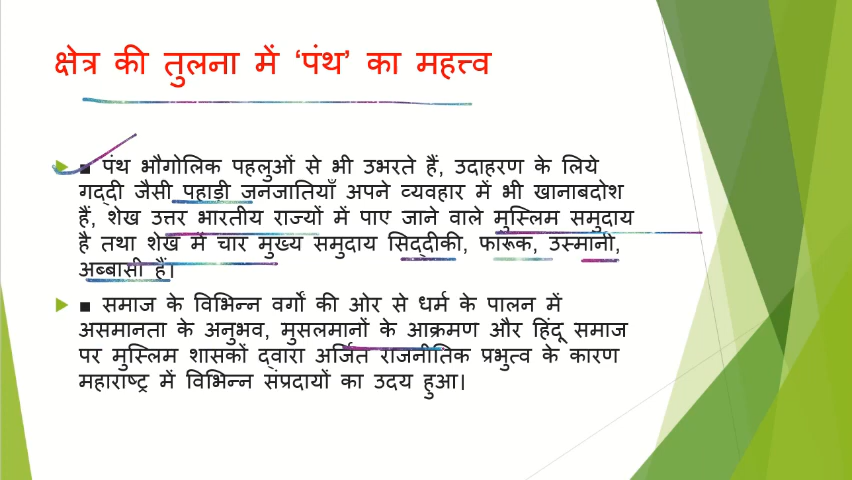 क्षेत्र की तुलना में ‘पंथ’ का महत्त्व
▪ पंथ भौगोलिक पहलुओं से भी उभरते हैं, उदाहरण के लिये
गद्दी जैसी पहाड़ी जनजातियाँ अपने व्यवहार में भी खानाबदोश
हैं, शेख उत्तर भारतीय राज्यों में पाए जाने वाले मुस्लिम समुदाय
है तथा शेख में चार मुख्य समुदाय सिद्दीकी, फारूक, उस्मानी,
अब्बासी हैं।
▪ समाज के विभिन्न वर्गों की ओर से धर्म के पालन में
असमानता के अनुभव, मुसलमानों के आक्रमण और हिंदू समाज
पर मुस्लिम शासकों द्वारा अर्जित राजनीतिक प्रभुत्व के कारण
महाराष्ट्र में विभिन्न संप्रदायों का उदय हुआ।